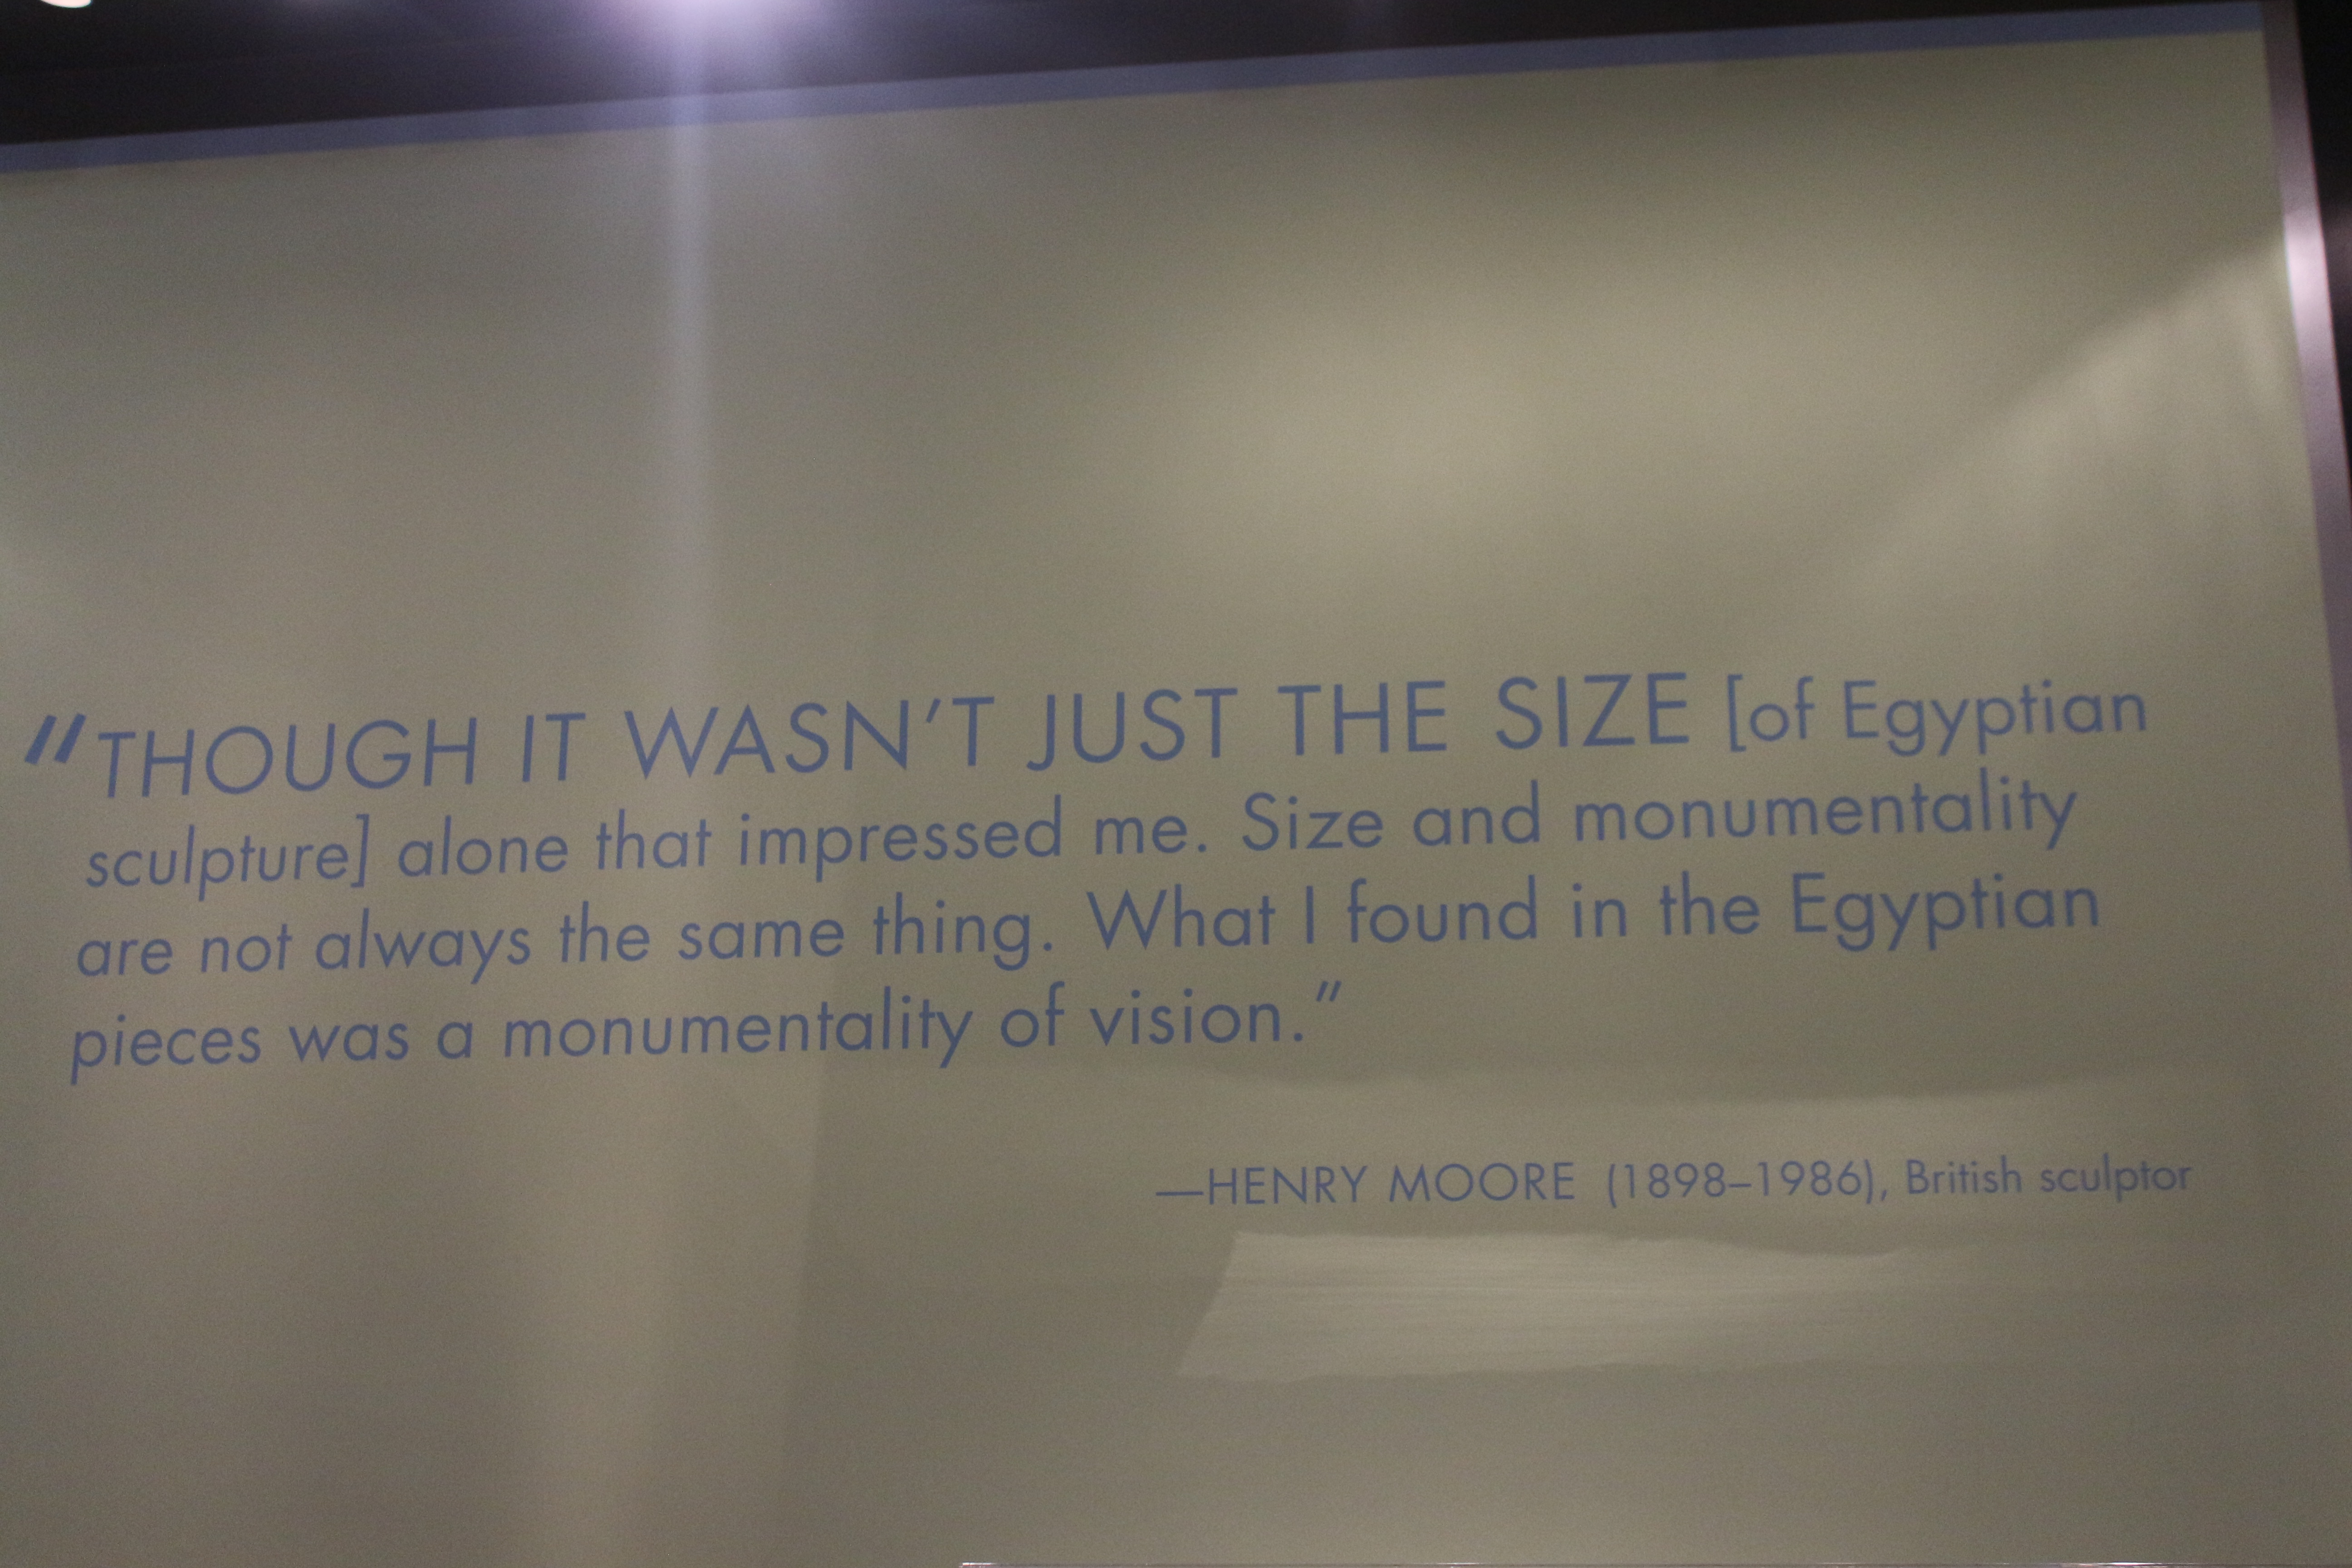 "THOUGH IT WASN'T JUST THE SIZE [of Egyptian
sculpture] alone that impressed me. Size and monumentality
are not always the same thing. What I found in the Egyptian
pieces was a monumentality of vision."
—HENRY MOORE (1898–1986), British sculptor